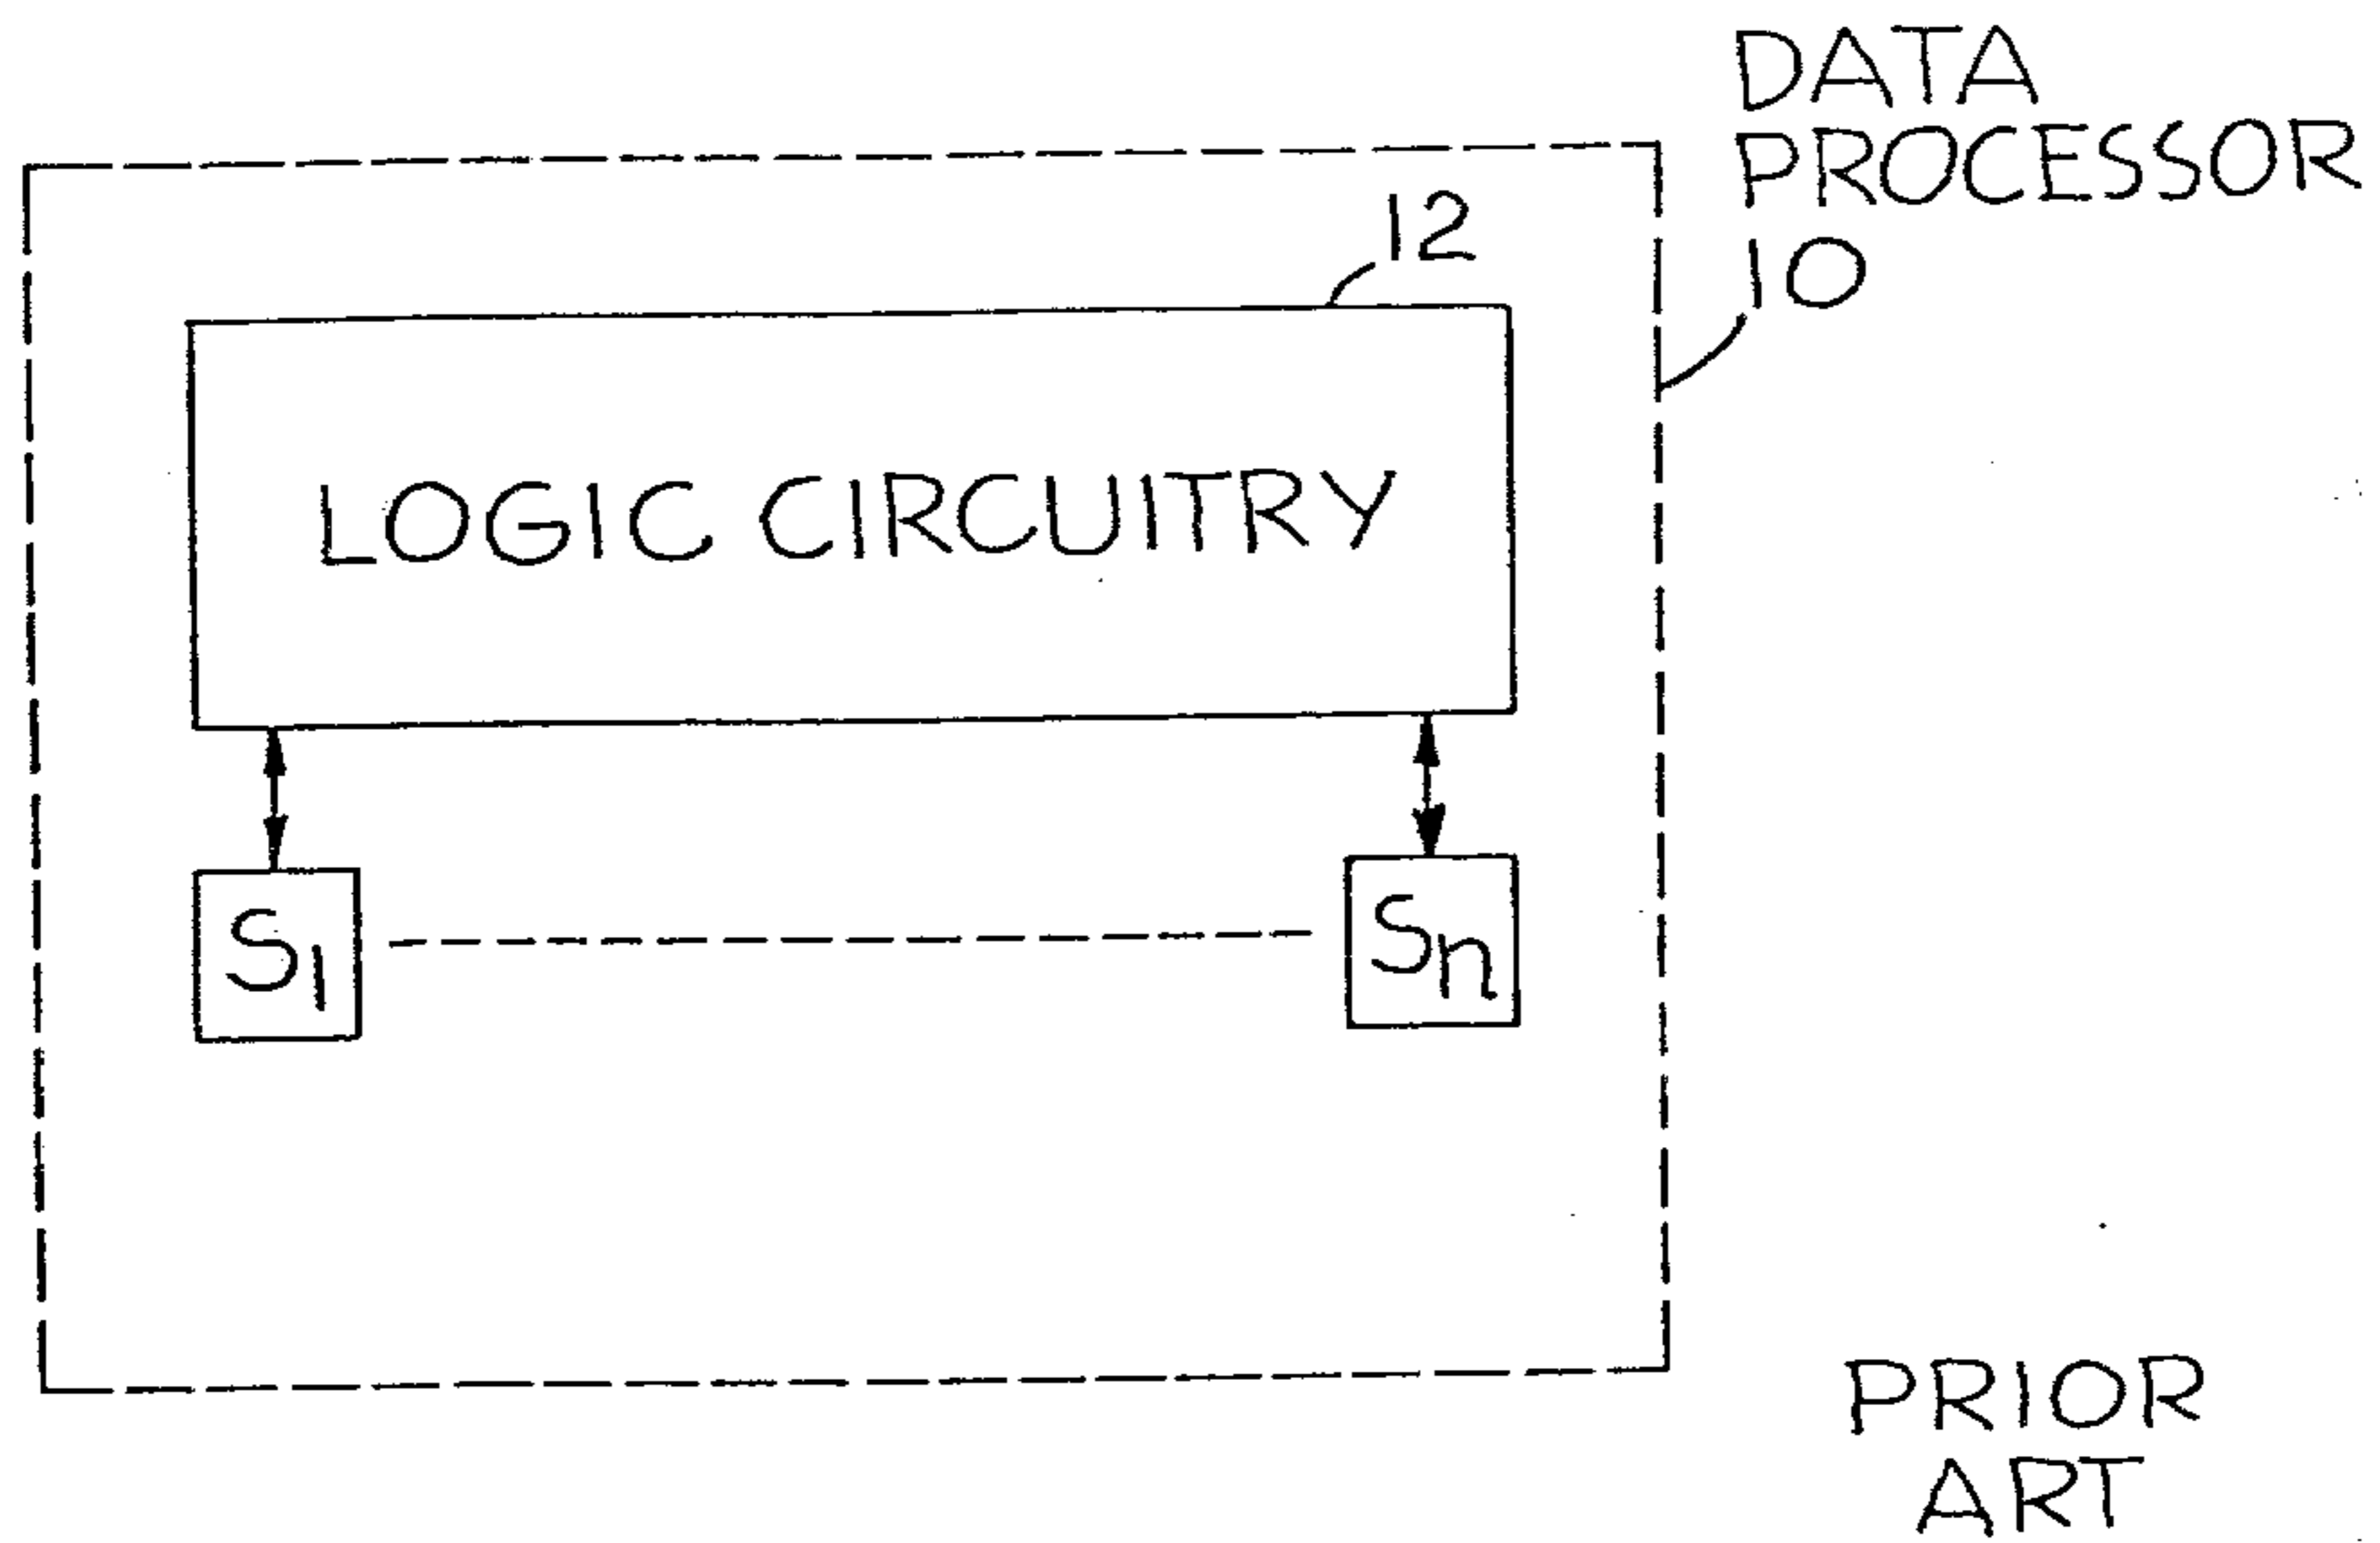 DATA
PROCESSOR
10
12
LOGIC CIRCUITRY
S1
Sn
PRIOR
ART